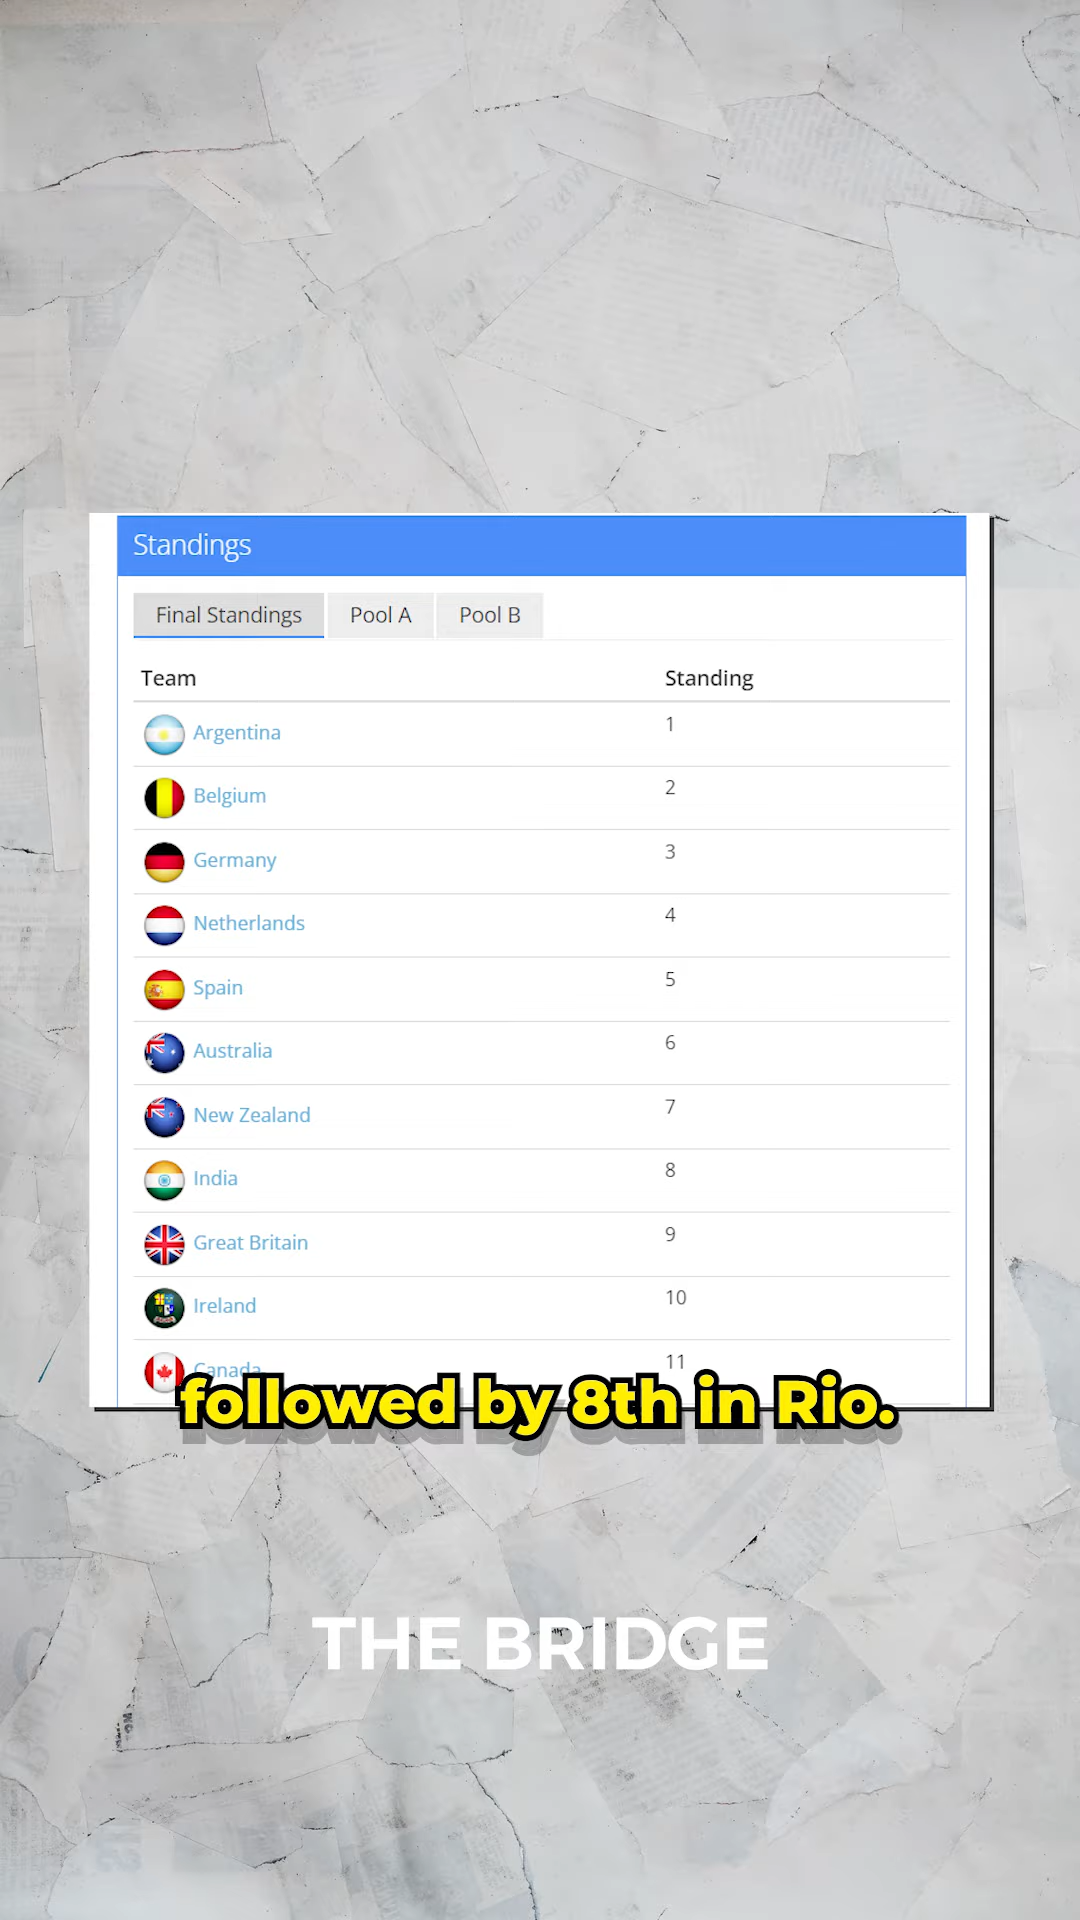 Standings
Final Standings Pool A Pool B
Team Standing
Argentina 1
Belgium 2
Germany 3
Netherlands 4
Spain 5
Australia 6
New Zealand 7
India 8
Great Britain 9
Ireland 10
Canada 11
followed by 8th in Rio.
THE BRIDGE